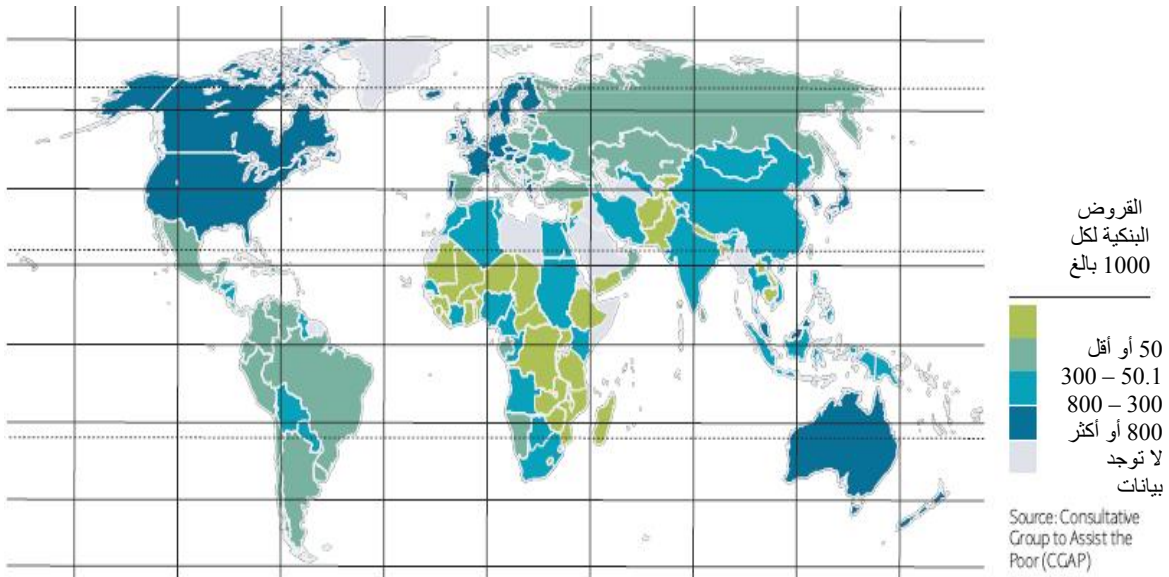 القروض
البنكية لكل
1000 بالغ
50 أو أقل
50.1 – 300
300 – 800
800 أو أكثر
لا توجد
بيانات
Source: Consultative
Group to Assist the
Poor (CGAP)